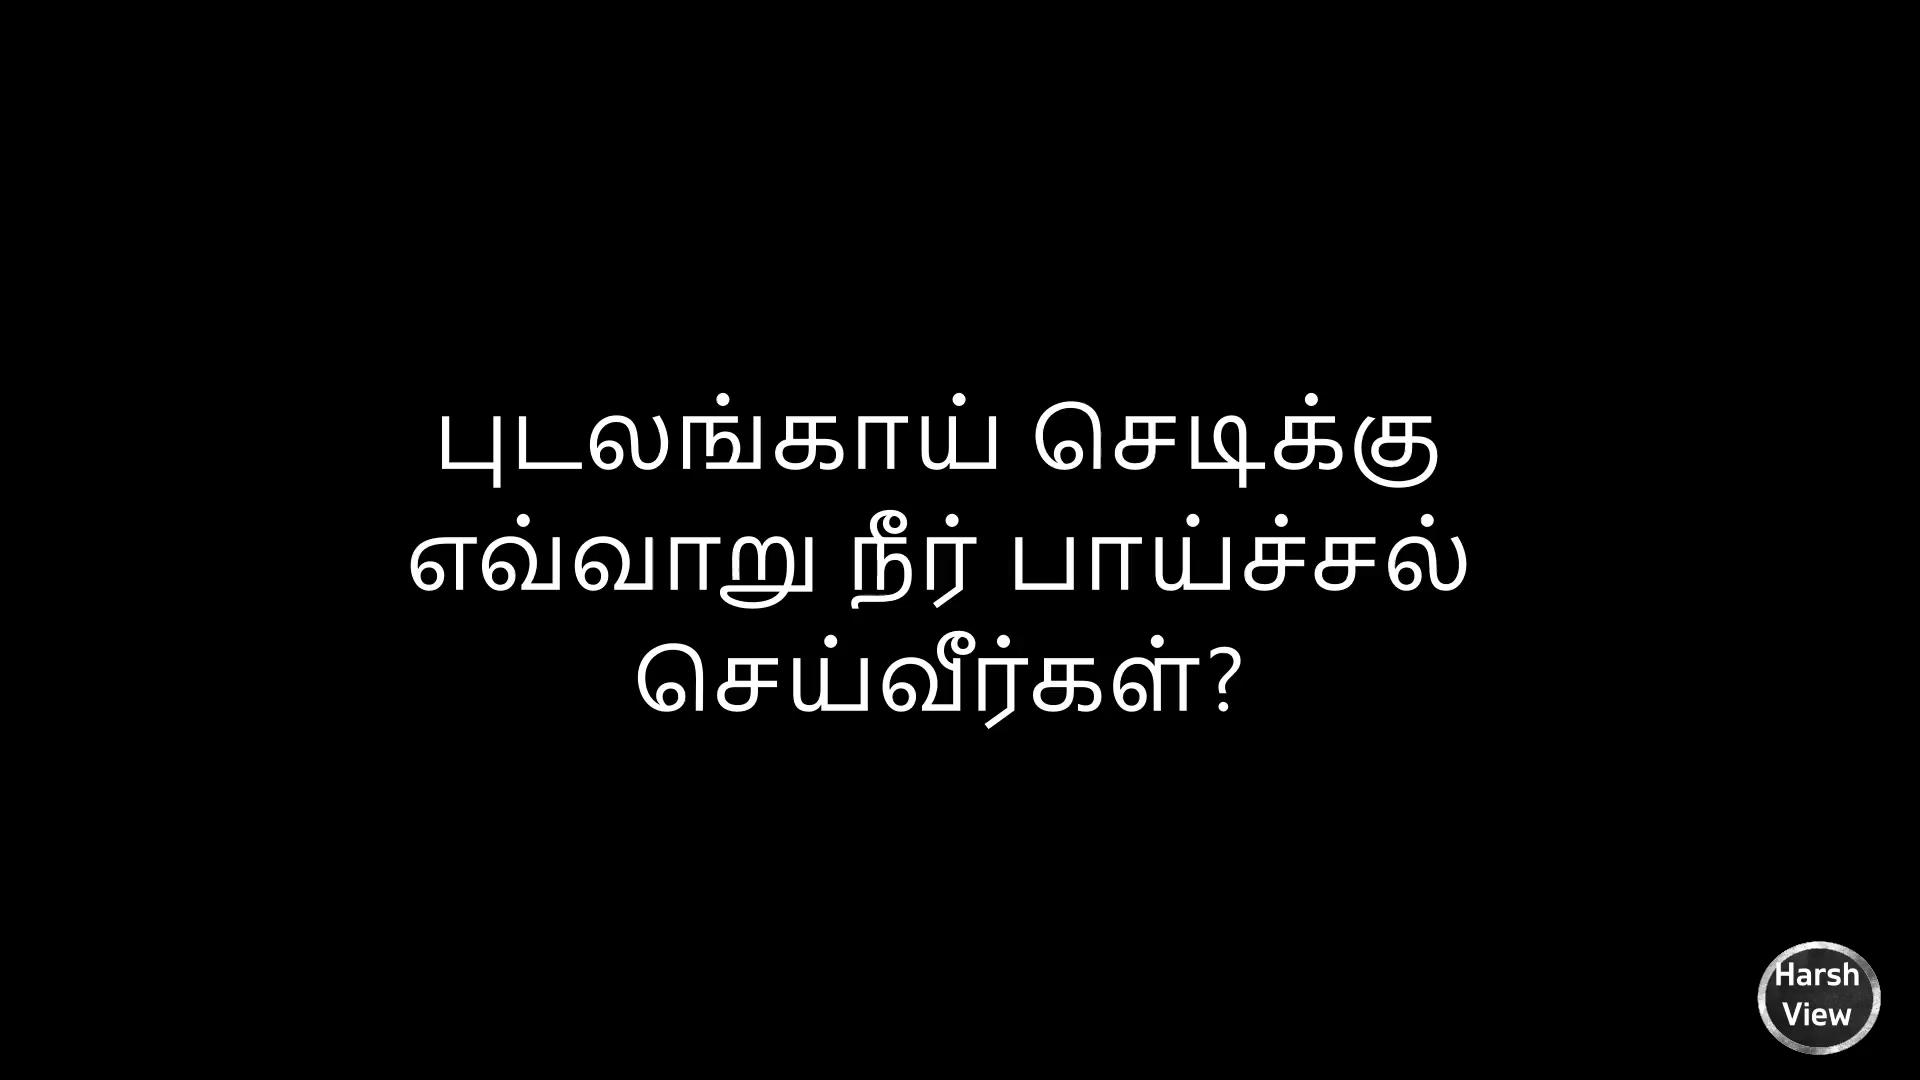 புடலங்காய் செடிக்கு
எவ்வாறு நீர் பாய்ச்சல்
செய்வீர்கள்?
Harsh
View